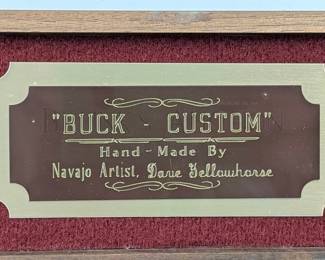 "BUCK - CUSTOM"
Hand - Made By
Navajo Artist, Dave Yellowhorse